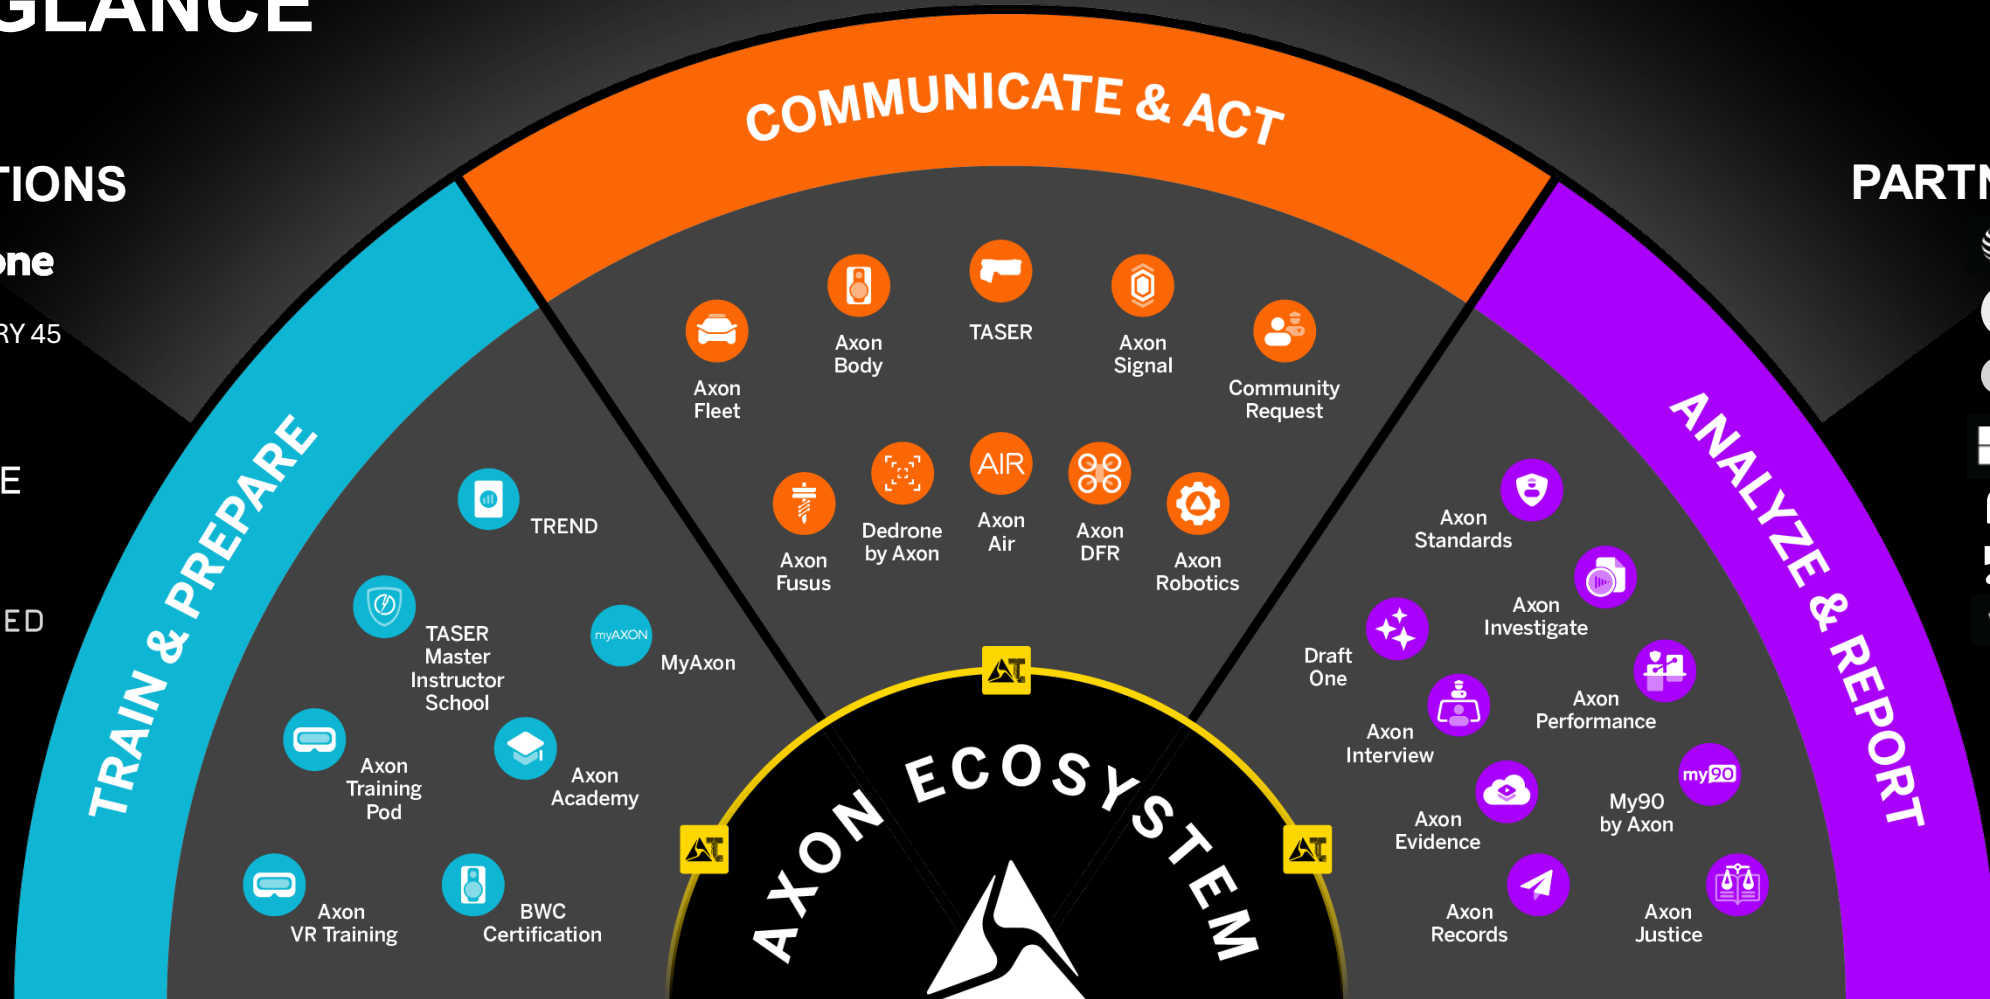 GLANCE
COMMUNICATE & ACT
TIONS
one
RY 45
E
ED
PARTN
TRAIN & PREPARE
TREND
TASER
Master
Instructor
School
myAXON
MyAxon
Axon
Training
Pod
Axon
Academy
Axon
VR Training
BWC
Certification
Axon
Fleet
Axon
Body
TASER
Axon
Signal
Community
Request
Axon
Fusus
Dedrone
by Axon
AIR
Axon
Air
Axon
DFR
Axon
Robotics
ANALYZE & REPORT
Axon
Standards
Axon
Investigate
Draft
One
Axon
Performance
Axon
Interview
my90
My90
by Axon
Axon
Evidence
Axon
Records
Axon
Justice
AXON ECOSYSTEM